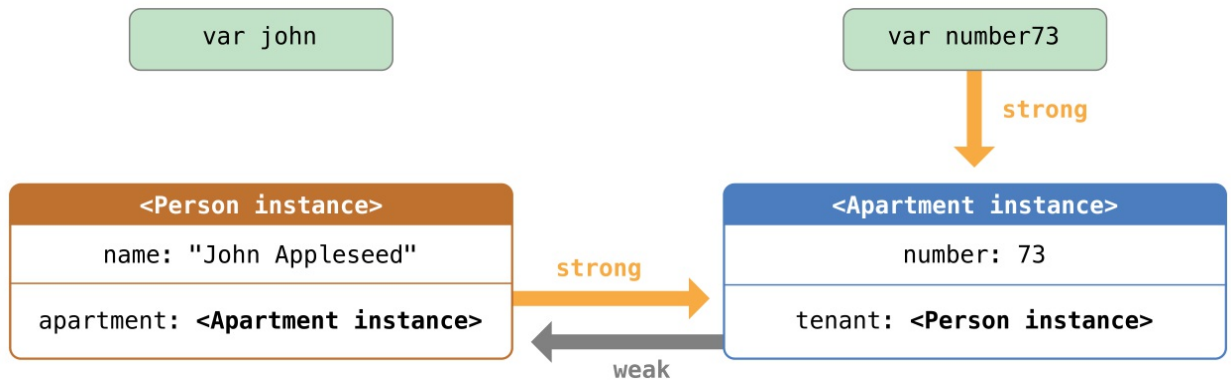 var john
var number73
strong
<Person instance>
<Apartment instance>
name: "John Appleseed"
number: 73
strong
apartment: <Apartment instance>
tenant: <Person instance>
weak